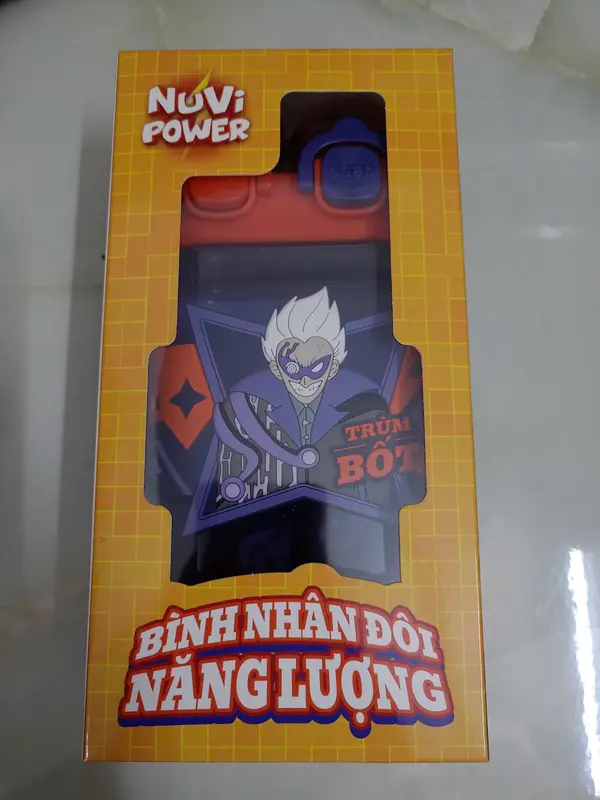 NuVi
POWER
TRÙM
BỐT
BÌNH NHÂN ĐÔI
NĂNG LƯỢNG